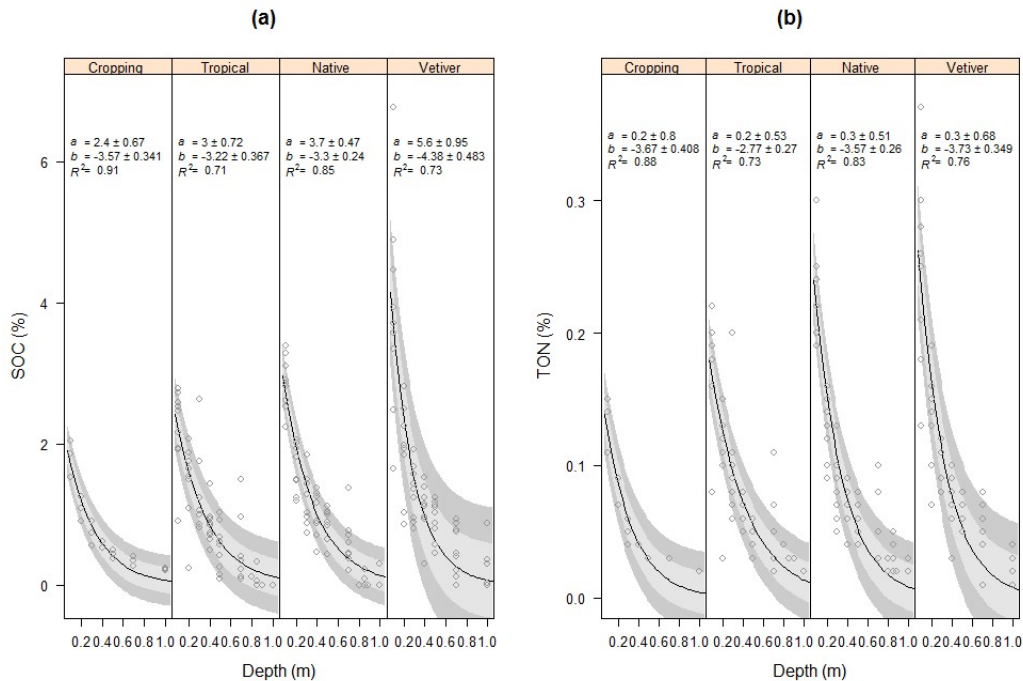 (a)
Cropping Tropical Native Vetiver
a = 2.4 ± 0.67
b = -3.57 ± 0.341
R²= 0.91
a = 3 ± 0.72
b = -3.22 ± 0.367
R²= 0.71
a = 3.7 ± 0.47
b = -3.3 ± 0.24
R²= 0.85
a = 5.6 ± 0.95
b = -4.38 ± 0.483
R²= 0.73
6
4
2
0
SOC (%)
0.20.40.60.81.0 0.20.40.60.81.0 0.20.40.60.81.0 0.20.40.60.81.0
Depth (m)
(b)
Cropping Tropical Native Vetiver
a = 0.2 ± 0.8
b = -3.67 ± 0.408
R²= 0.88
a = 0.2 ± 0.53
b = -2.77 ± 0.27
R²= 0.73
a = 0.3 ± 0.51
b = -3.57 ± 0.26
R²= 0.83
a = 0.3 ± 0.68
b = -3.73 ± 0.349
R²= 0.76
0.3
0.2
0.1
0.0
TON (%)
0.20.40.60.81.0 0.20.40.60.81.0 0.20.40.60.81.0 0.20.40.60.81.0
Depth (m)